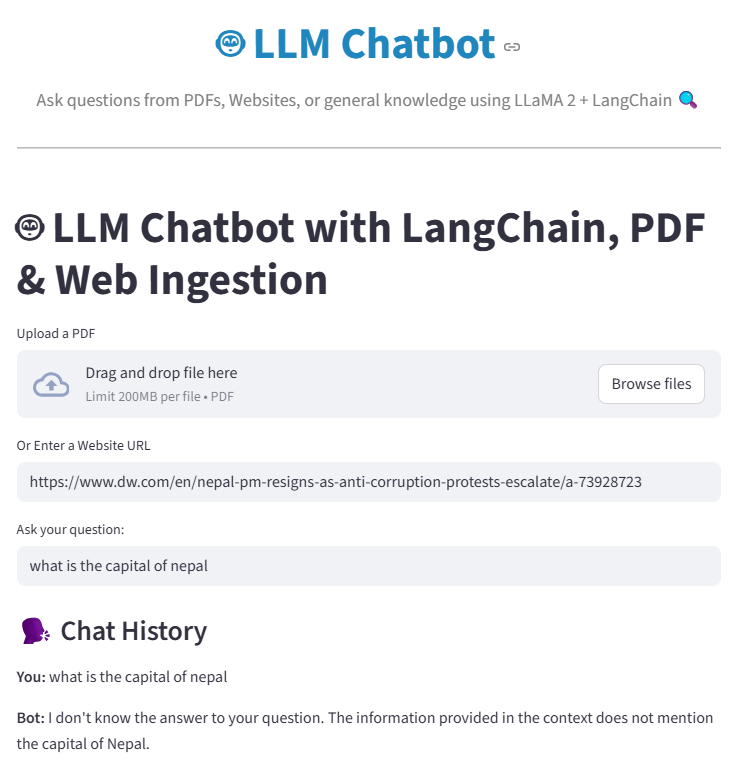 LLM Chatbot
Ask questions from PDFs, Websites, or general knowledge using LLaMA 2 + LangChain
LLM Chatbot with LangChain, PDF
& Web Ingestion
Upload a PDF
Drag and drop file here
Limit 200MB per file • PDF
Browse files
Or Enter a Website URL
https://www.dw.com/en/nepal-pm-resigns-as-anti-corruption-protests-escalate/a-73928723
Ask your question:
what is the capital of nepal
Chat History
You: what is the capital of nepal
Bot: I don't know the answer to your question. The information provided in the context does not mention
the capital of Nepal.